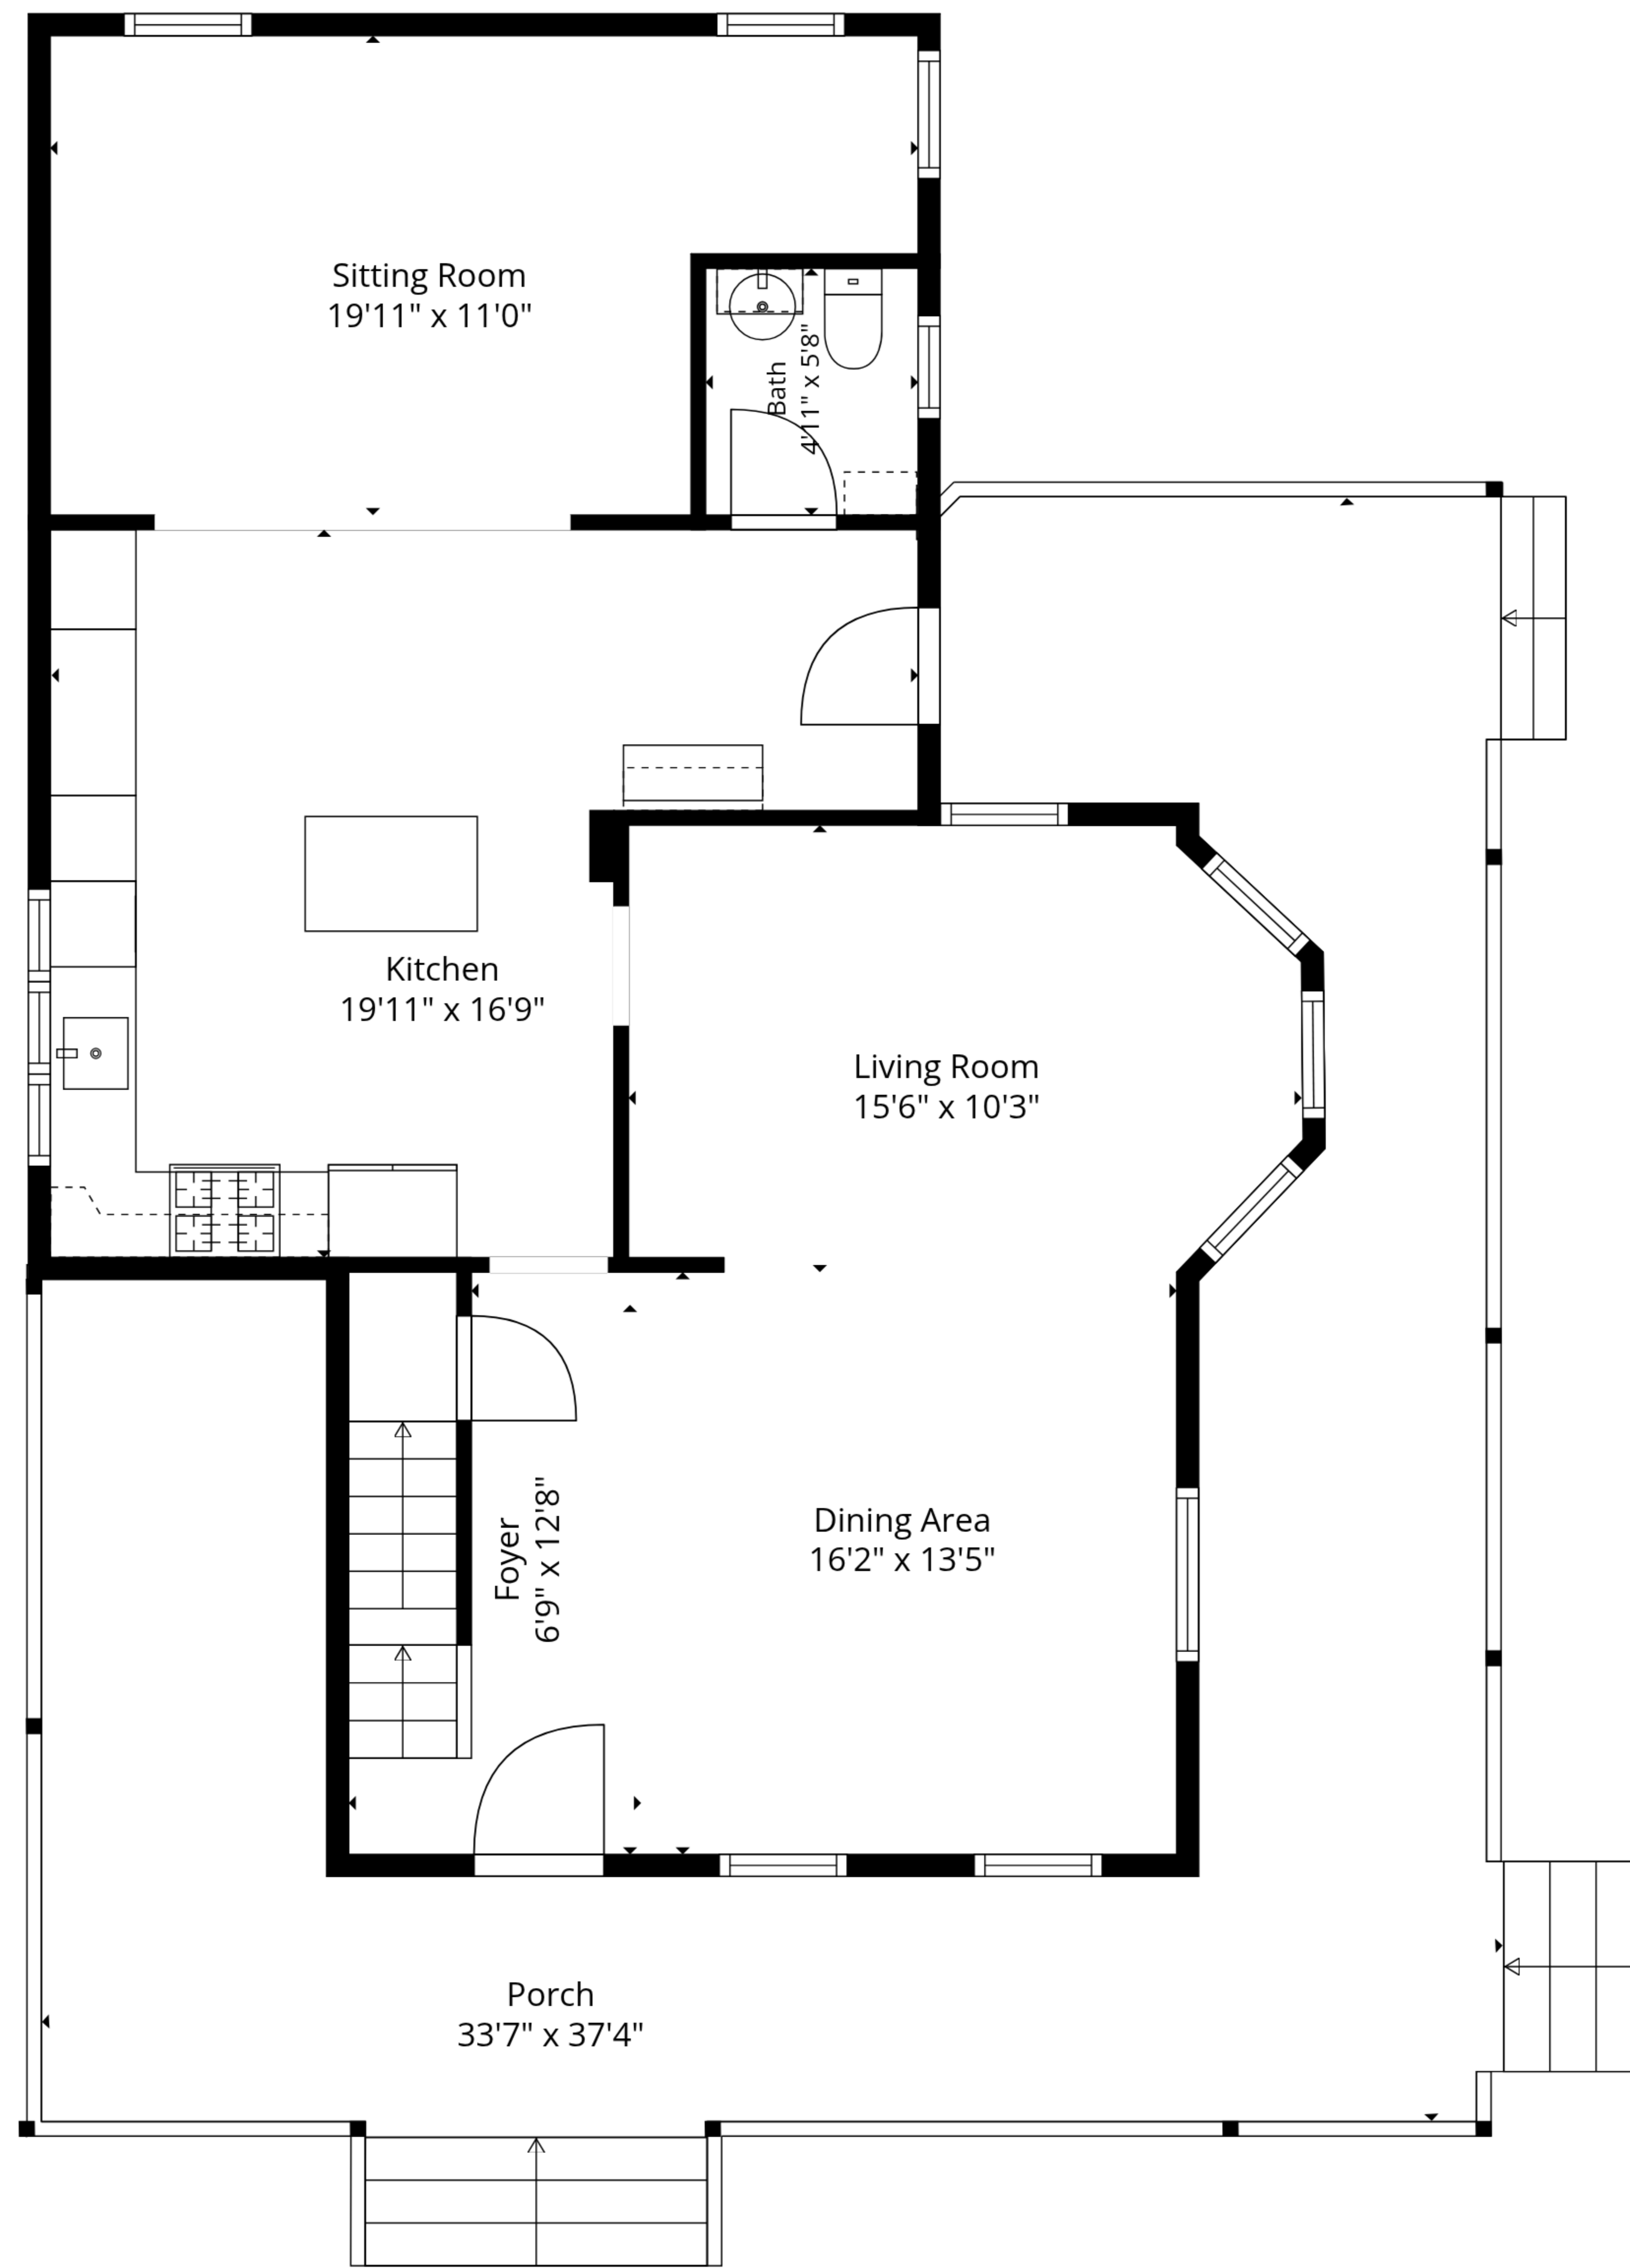 Sitting Room
19'11" x 11'0"
Bath
4'11" x 5'8"
Kitchen
19'11" x 16'9"
Living Room
15'6" x 10'3"
Foyer
6'9" x 12'8"
Dining Area
16'2" x 13'5"
Porch
33'7" x 37'4"